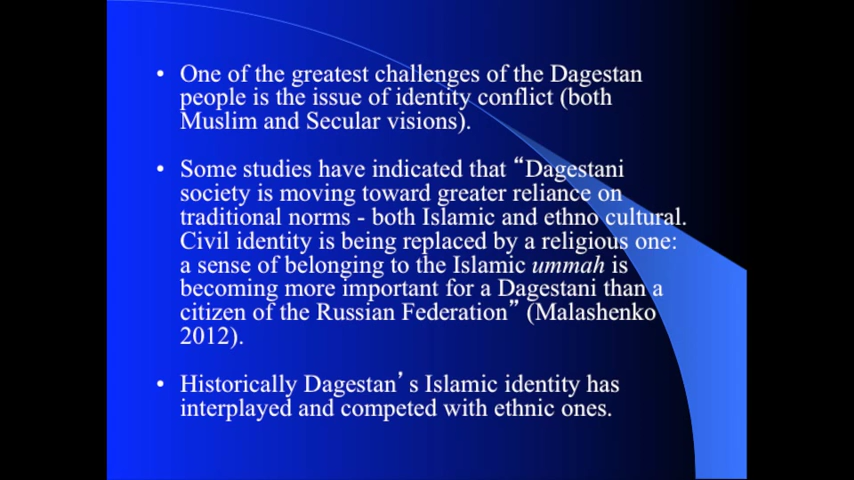 • One of the greatest challenges of the Dagestan
people is the issue of identity conflict (both
Muslim and Secular visions).
• Some studies have indicated that “Dagestani
society is moving toward greater reliance on
traditional norms - both Islamic and ethno cultural.
Civil identity is being replaced by a religious one:
a sense of belonging to the Islamic ummah is
becoming more important for a Dagestani than a
citizen of the Russian Federation” (Malashenko
2012).
• Historically Dagestan’s Islamic identity has
interplayed and competed with ethnic ones.